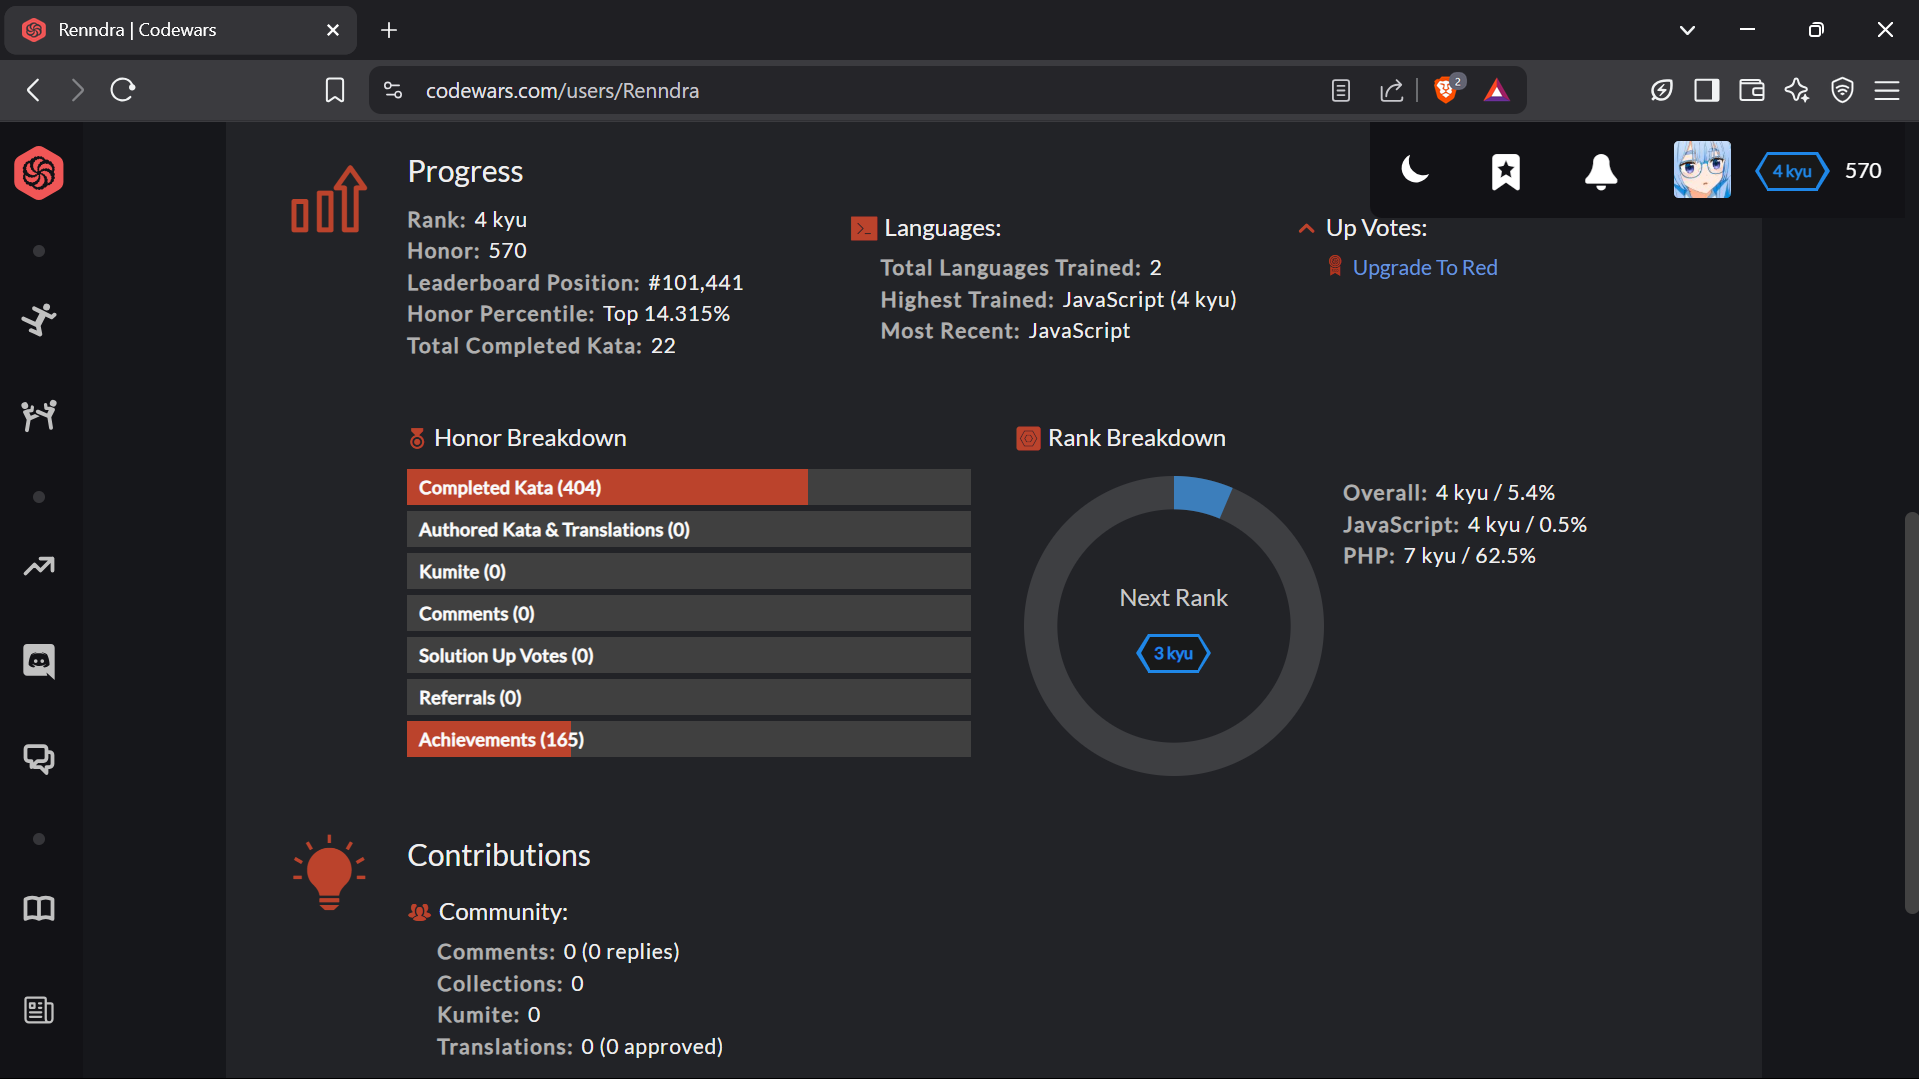 Renndra | Codewars
codewars.com/users/Renndra
2
4 kyu
570
Progress
Rank: 4 kyu
Honor: 570
Leaderboard Position: #101,441
Honor Percentile: Top 14.315%
Total Completed Kata: 22
Languages:
Total Languages Trained: 2
Highest Trained: JavaScript (4 kyu)
Most Recent: JavaScript
Up Votes:
Upgrade To Red
Honor Breakdown
Completed Kata (404)
Authored Kata & Translations (0)
Kumite (0)
Comments (0)
Solution Up Votes (0)
Referrals (0)
Achievements (165)
Rank Breakdown
Next Rank
3 kyu
Overall: 4 kyu / 5.4%
JavaScript: 4 kyu / 0.5%
PHP: 7 kyu / 62.5%
Contributions
Community:
Comments: 0 (0 replies)
Collections: 0
Kumite: 0
Translations: 0 (0 approved)